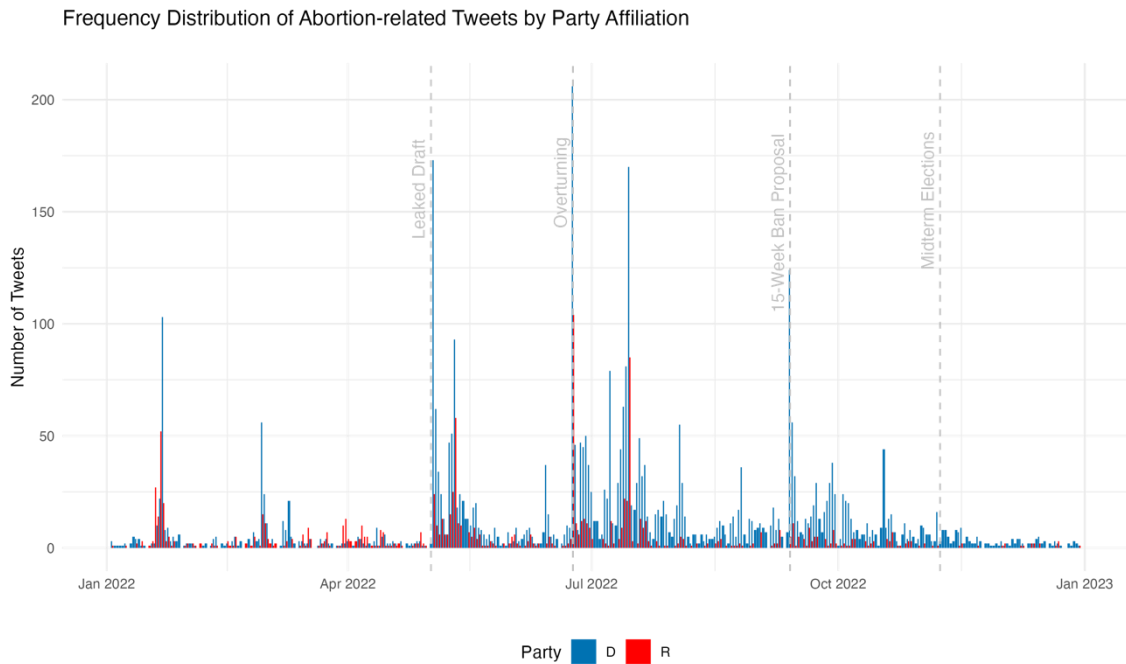 Frequency Distribution of Abortion-related Tweets by Party Affiliation
Number of Tweets
200
150
100
50
0
Leaked Draft
Overturning
15-Week Ban Proposal
Midterm Elections
Jan 2022
Apr 2022
Jul 2022
Oct 2022
Jan 2023
Party D R